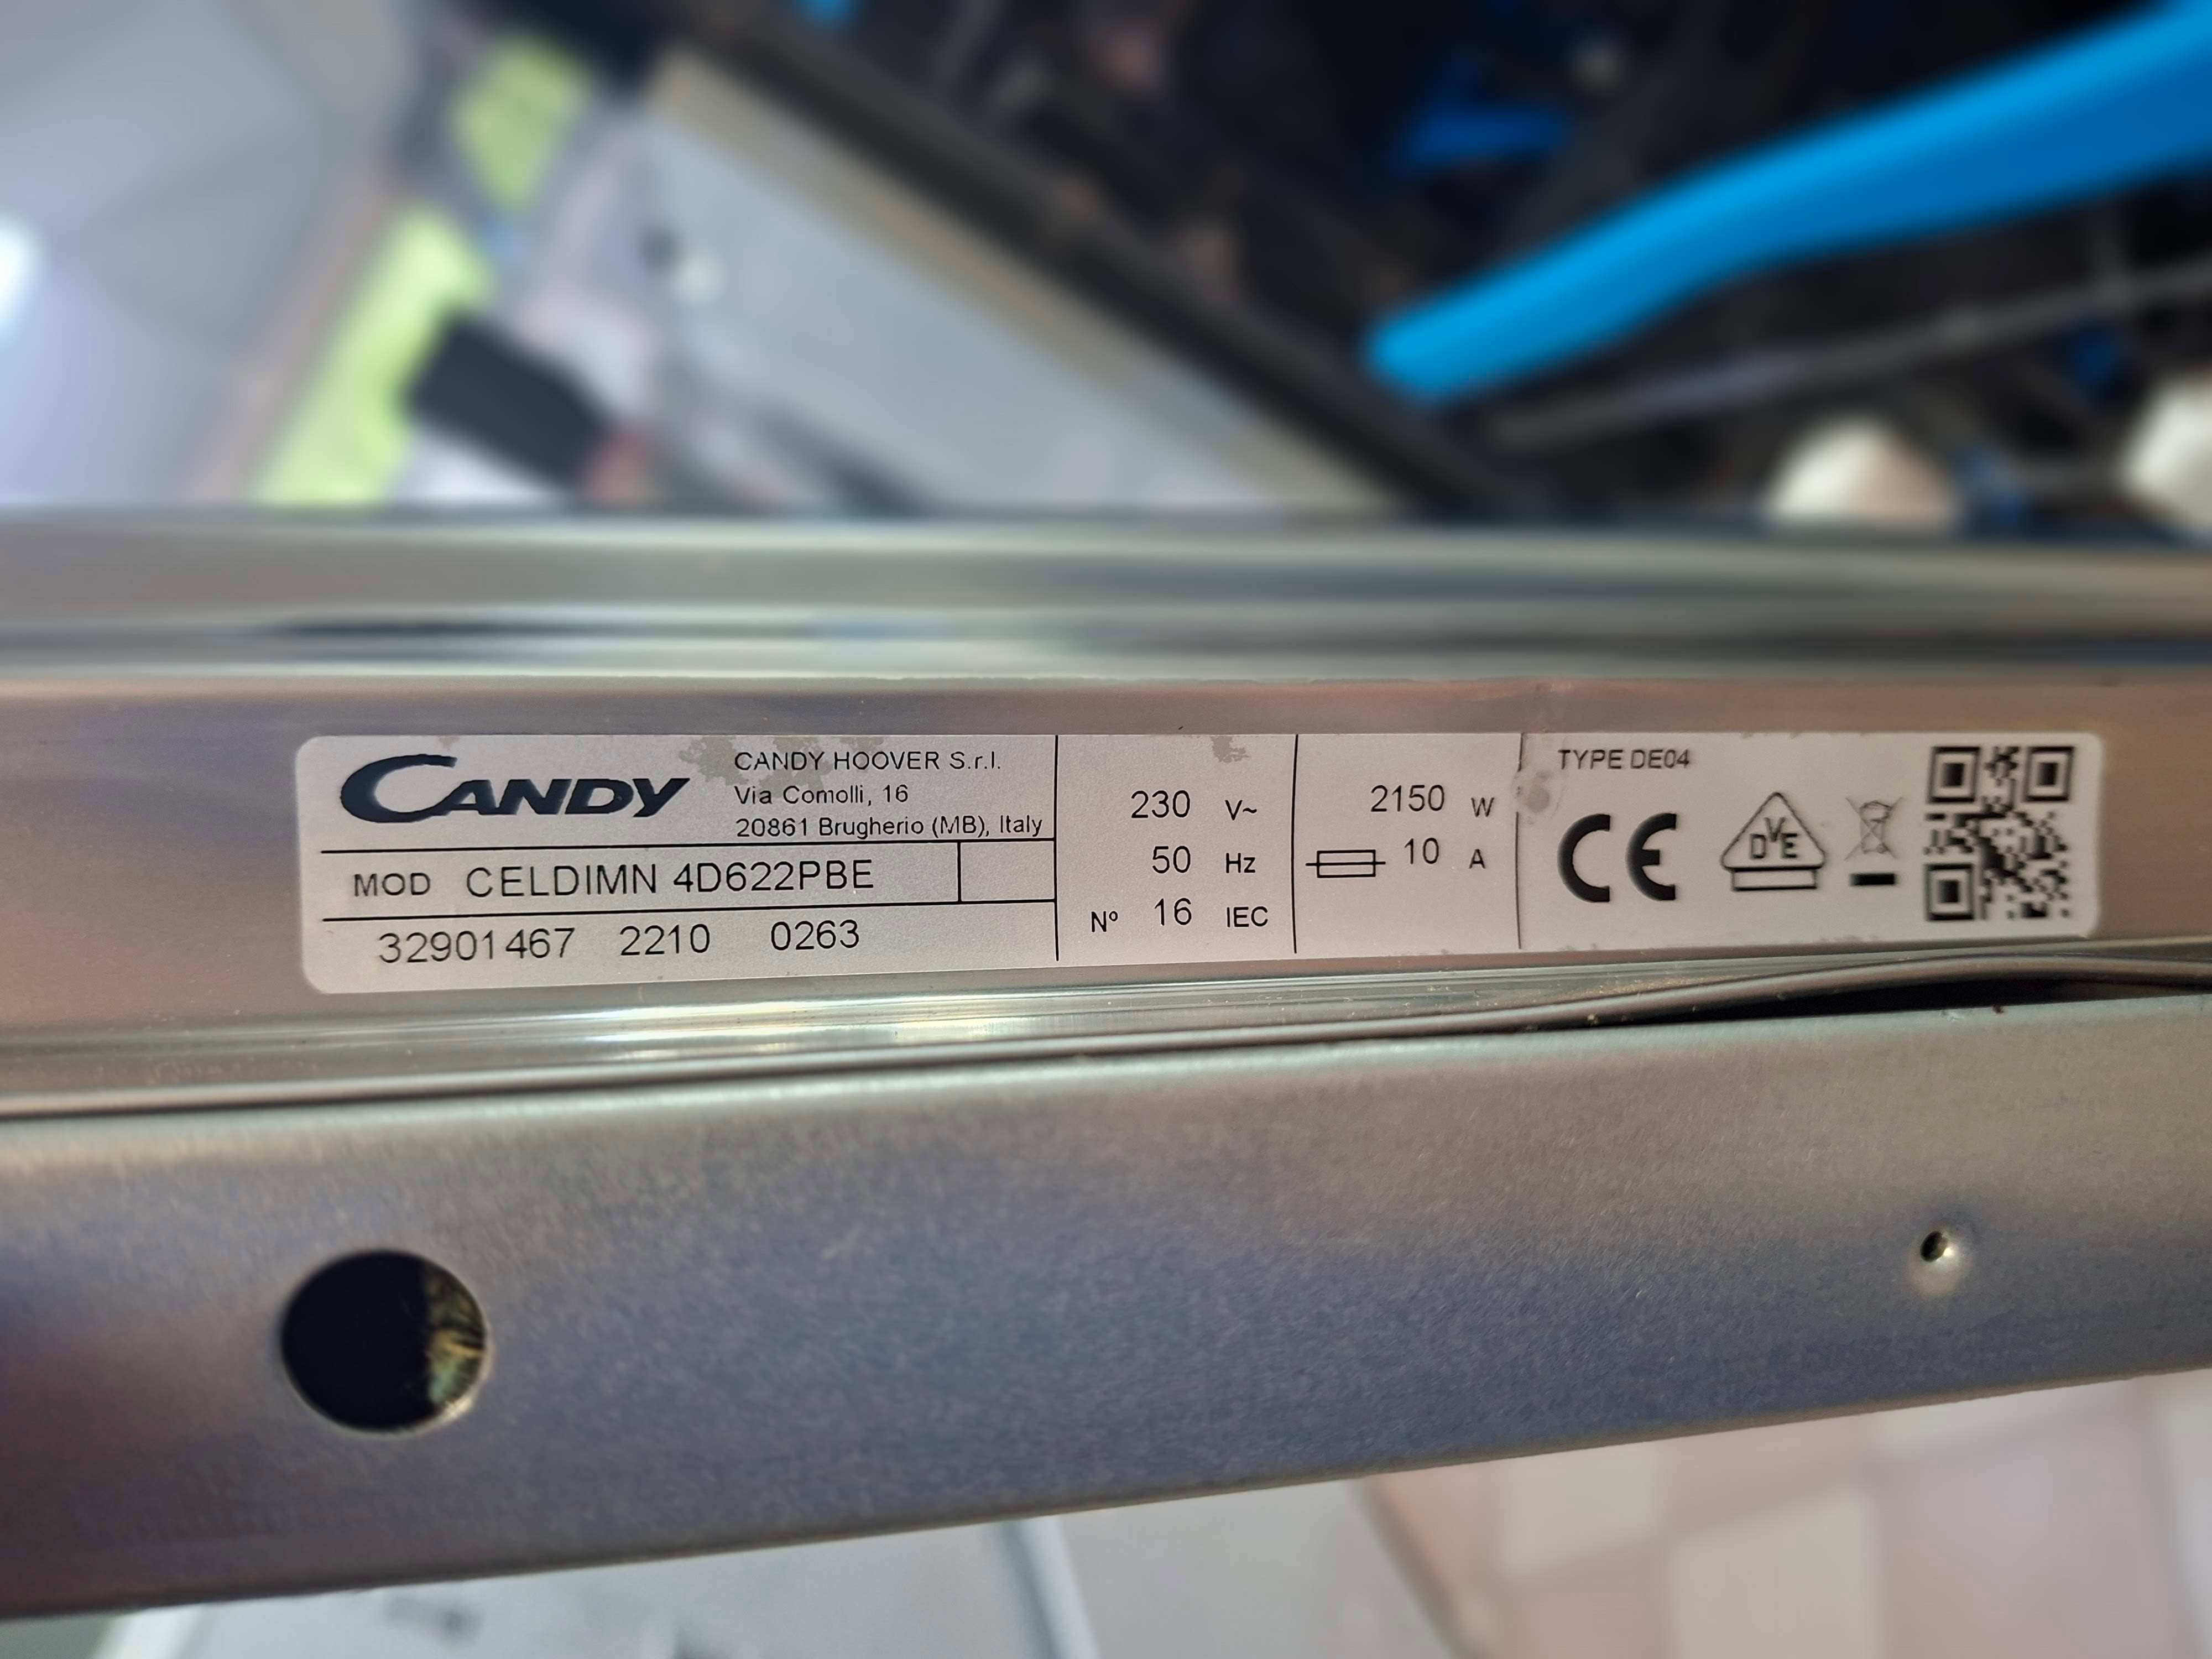 CANDY
CANDY HOOVER S.r.l.
Via Comolli, 16
20861 Brugherio (MB), Italy
MOD CELDIMN 4D622PBE
32901467 2210 0263
230 V~
50 Hz
Nº 16 IEC
2150 W
10 A
TYPE DE04
CE
DVE